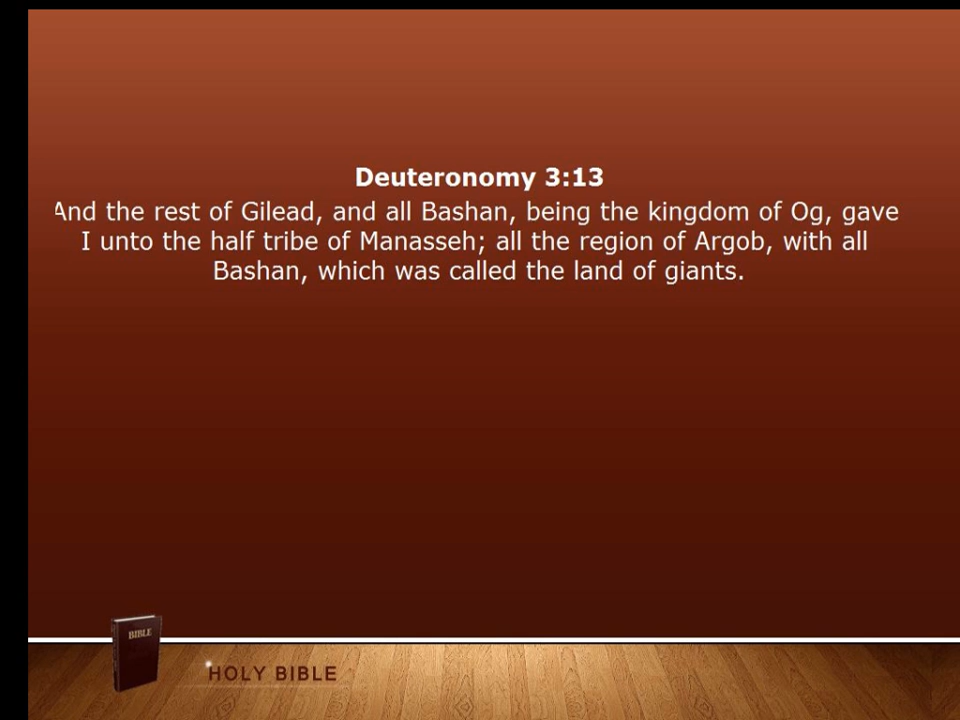 Deuteronomy 3:13
And the rest of Gilead, and all Bashan, being the kingdom of Og, gave
I unto the half tribe of Manasseh; all the region of Argob, with all
Bashan, which was called the land of giants.
BIBLE
HOLY BIBLE